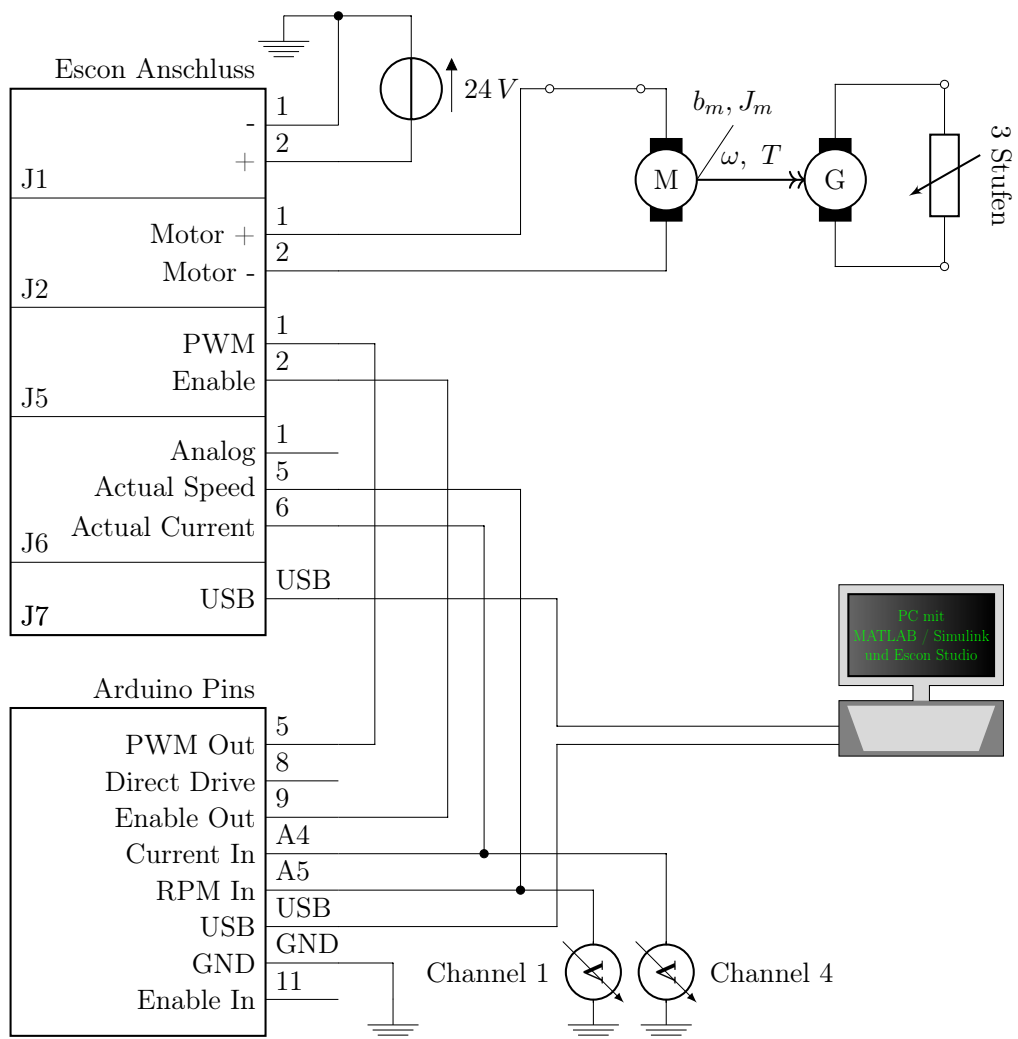 Escon Anschluss
1
-
2
+
J1
24 V
1
Motor +
2
Motor -
J2
b_m, J_m
ω, T
M
G
3 Stufen
1
PWM
2
Enable
J5
1
Analog
5
Actual Speed
6
Actual Current
J6
USB
USB
J7
PC mit
MATLAB / Simulink
und Escon Studio
Arduino Pins
5
PWM Out
8
Direct Drive
9
Enable Out
A4
Current In
A5
RPM In
USB
USB
GND
GND
11
Enable In
Channel 1
V
V
Channel 4